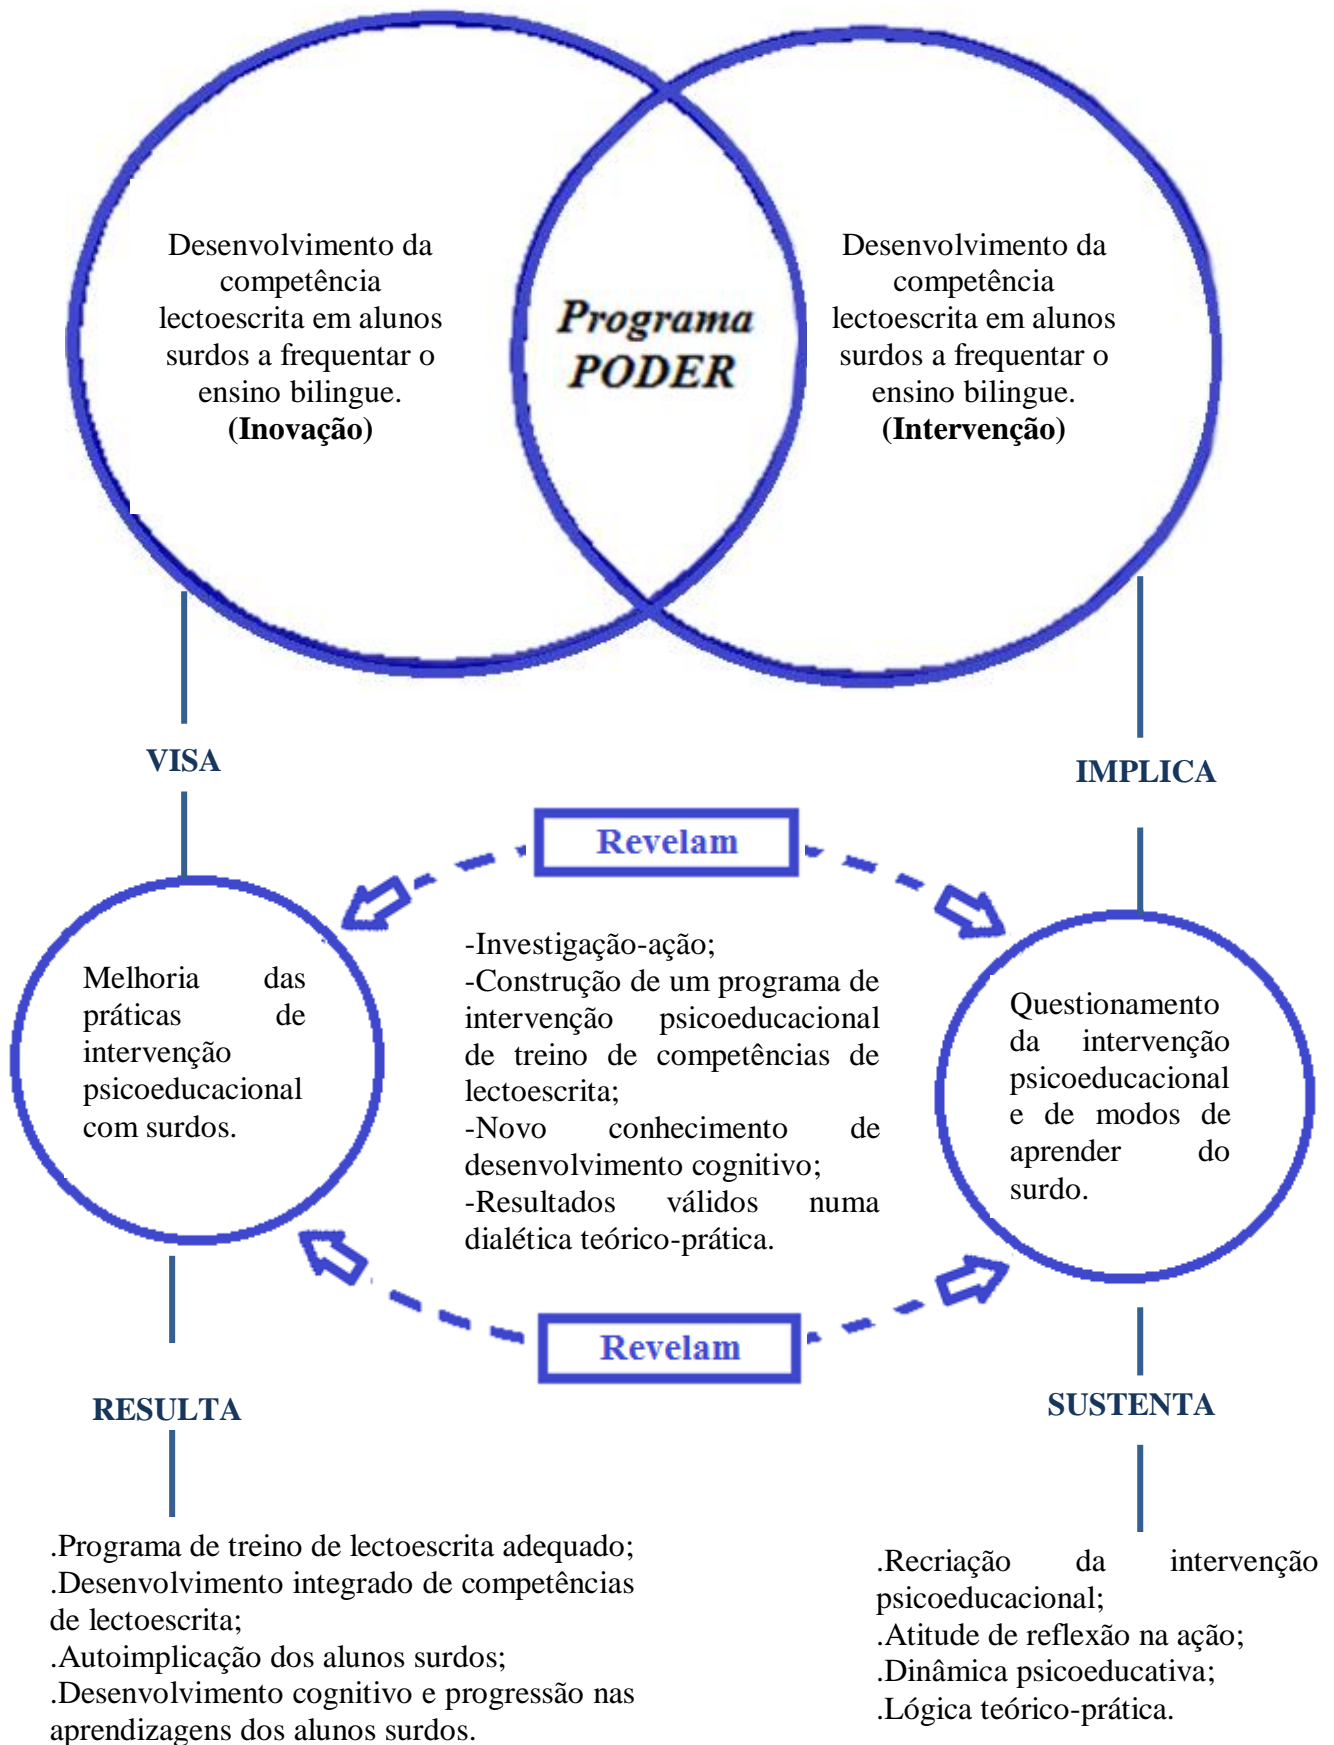 Desenvolvimento da
competência
lectoescrita em alunos
surdos a frequentar o
ensino bilingue.
(Inovação)
Programa
PODER
Desenvolvimento da
competência
lectoescrita em alunos
surdos a frequentar o
ensino bilingue.
(Intervenção)
VISA
IMPLICA
Revelam
Melhoria das
práticas de
intervenção
psicoeducacional
com surdos.
-Investigação-ação;
-Construção de um programa de
intervenção psicoeducacional
de treino de competências de
lectoescrita;
-Novo conhecimento de
desenvolvimento cognitivo;
-Resultados válidos numa
dialética teórico-prática.
Questionamento
da intervenção
psicoeducacional
e de modos de
aprender do
surdo.
Revelam
RESULTA
SUSTENTA
.Programa de treino de lectoescrita adequado;
.Desenvolvimento integrado de competências
de lectoescrita;
.Autoimplicação dos alunos surdos;
.Desenvolvimento cognitivo e progressão nas
aprendizagens dos alunos surdos.
.Recriação da intervenção
psicoeducacional;
.Atitude de reflexão na ação;
.Dinâmica psicoeducativa;
.Lógica teórico-prática.